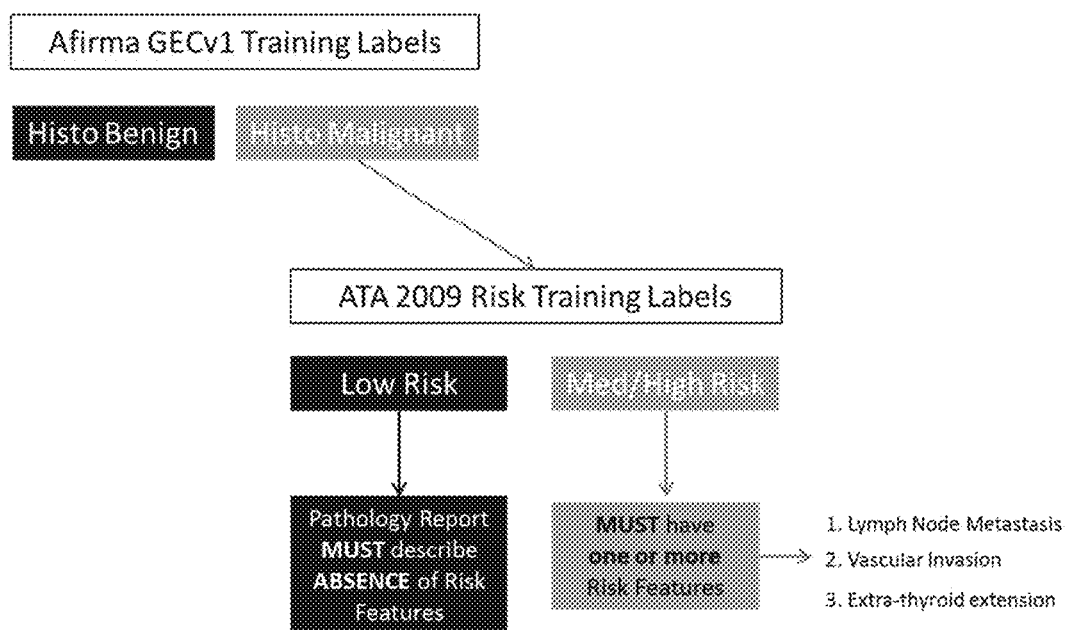 Afirma GECv1 Training Labels
Histo Benign
Histo Malignant
ATA 2009 Risk Training Labels
Low Risk
Med/High Risk
Pathology Report
MUST describe
ABSENCE of Risk
Features
MUST have
one or more
Risk Features
1. Lymph Node Metastasis
2. Vascular Invasion
3. Extra-thyroid extension